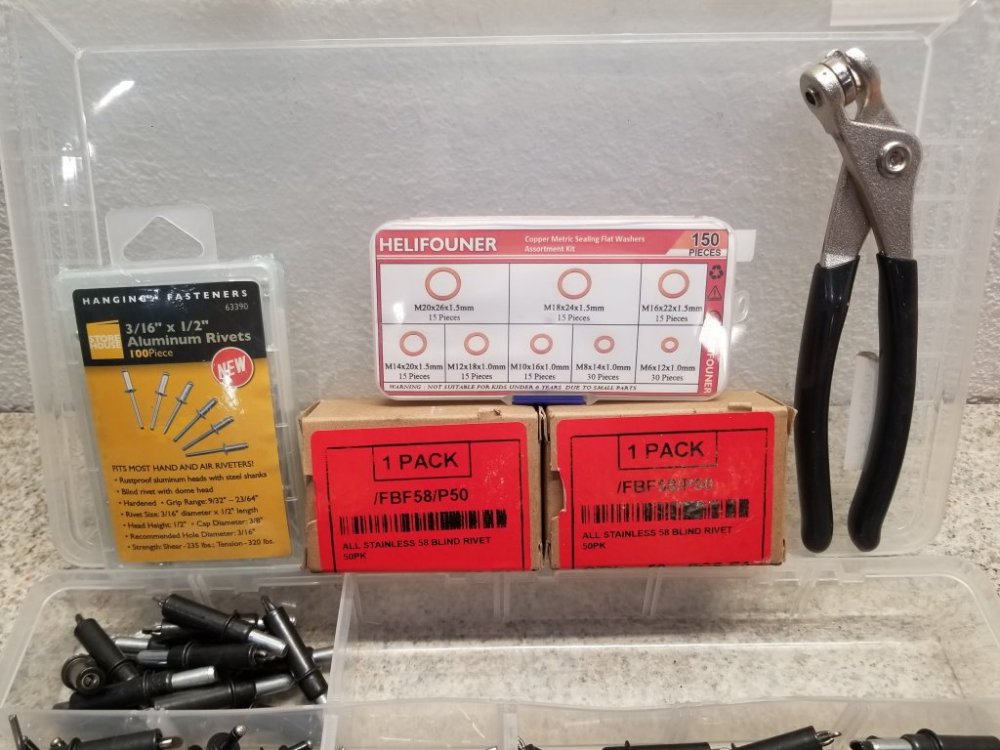 HANGING & FASTENERS
63390
STORE
HOUSE
3/16" x 1/2"
Aluminum Rivets
100Piece
NEW
FITS MOST HAND AND AIR RIVETERS!
• Rustproof aluminum heads with steel shanks
• Blind rivet with dome head
• Hardened • Grip Range: 9/32" – 23/64"
• Rivet Size: 3/16" diameter x 1/2" length
• Head Height: 1/2" • Cap Diameter: 3/8"
• Recommended Hole Diameter: 3/16"
• Strength: Shear -235 lbs.; Tension -320 lbs.
HELIFOUNER
Copper Metric Sealing Flat Washers
Assortment Kit
150
PIECES
M20x26x1.5mm
15 Pieces
M18x24x1.5mm
15 Pieces
M16x22x1.5mm
15 Pieces
M14x20x1.5mm
15 Pieces
M12x18x1.0mm
15 Pieces
M10x16x1.0mm
15 Pieces
M8x14x1.0mm
30 Pieces
M6x12x1.0mm
30 Pieces
WARNING : NOT SUITABLE FOR KIDS UNDER 6 YEARS DUE TO SMALL PARTS
HELIFOUNER
1 PACK
/FBF58/P50
ALL STAINLESS 58 BLIND RIVET
50PK
1 PACK
/FBF58/P50
ALL STAINLESS 58 BLIND RIVET
50PK